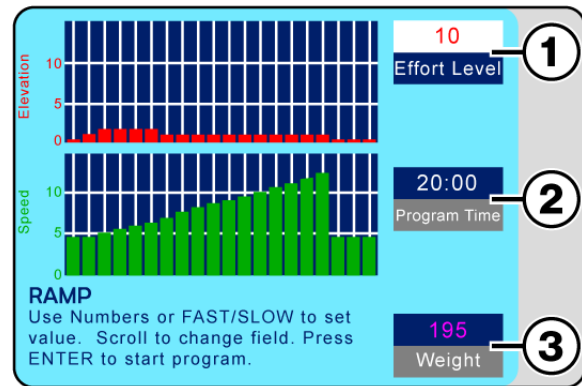 Elevation
10
5
0
Speed
10
5
0
RAMP
Use Numbers or FAST/SLOW to set
value. Scroll to change field. Press
ENTER to start program.
10
Effort Level
1
20:00
Program Time
2
195
Weight
3